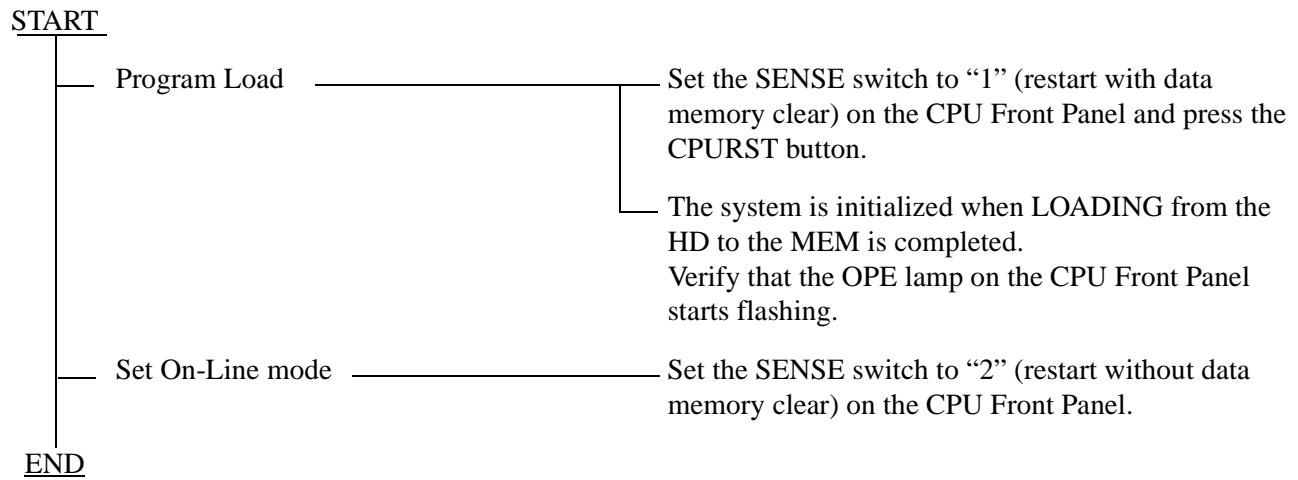 START
Program Load
Set the SENSE switch to “1” (restart with data
memory clear) on the CPU Front Panel and press the
CPURST button.
The system is initialized when LOADING from the
HD to the MEM is completed.
Verify that the OPE lamp on the CPU Front Panel
starts flashing.
Set On-Line mode
Set the SENSE switch to “2” (restart without data
memory clear) on the CPU Front Panel.
END